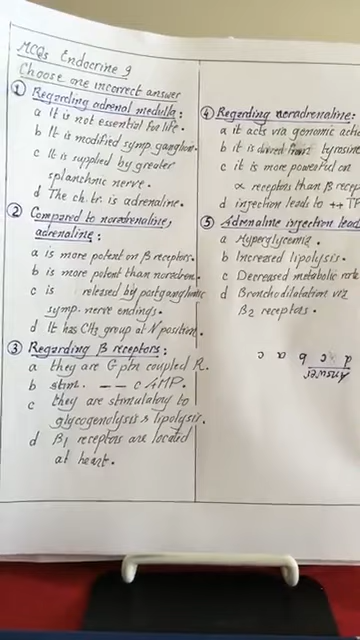 MCQs Endocrine 9
Choose one incorrect answer
① Regarding adrenal medulla:
a It is not essential for life.
b It is modified symp. ganglion.
c It is supplied by greater
splanchnic nerve.
d The ch. tr. is adrenaline.
② Compared to noradrenaline,
adrenaline:
a is more potent on β receptors.
b is more potent than noradren.
c is released by postganglionic
symp. nerve endings.
d It has CH3 group at N position.
③ Regarding β receptors:
a they are G ptn coupled R.
b stim. — — c AMP.
c they are stimulatory to
glycogenolysis & lipolysis.
d β1 receptors are located
at heart.
④ Regarding noradrenaline:
a it acts via genomic
b it is dived from tyrosine
c it is more powerful on
α receptors than β recep
d injection leads to ++ TP
⑤ Adrenaline injection lead
a Hyperglycemia.
b Increased lipolysis.
c Decreased metabolic rate
d Bronchodilatation via
β2 receptors.
Answer
c a b c d